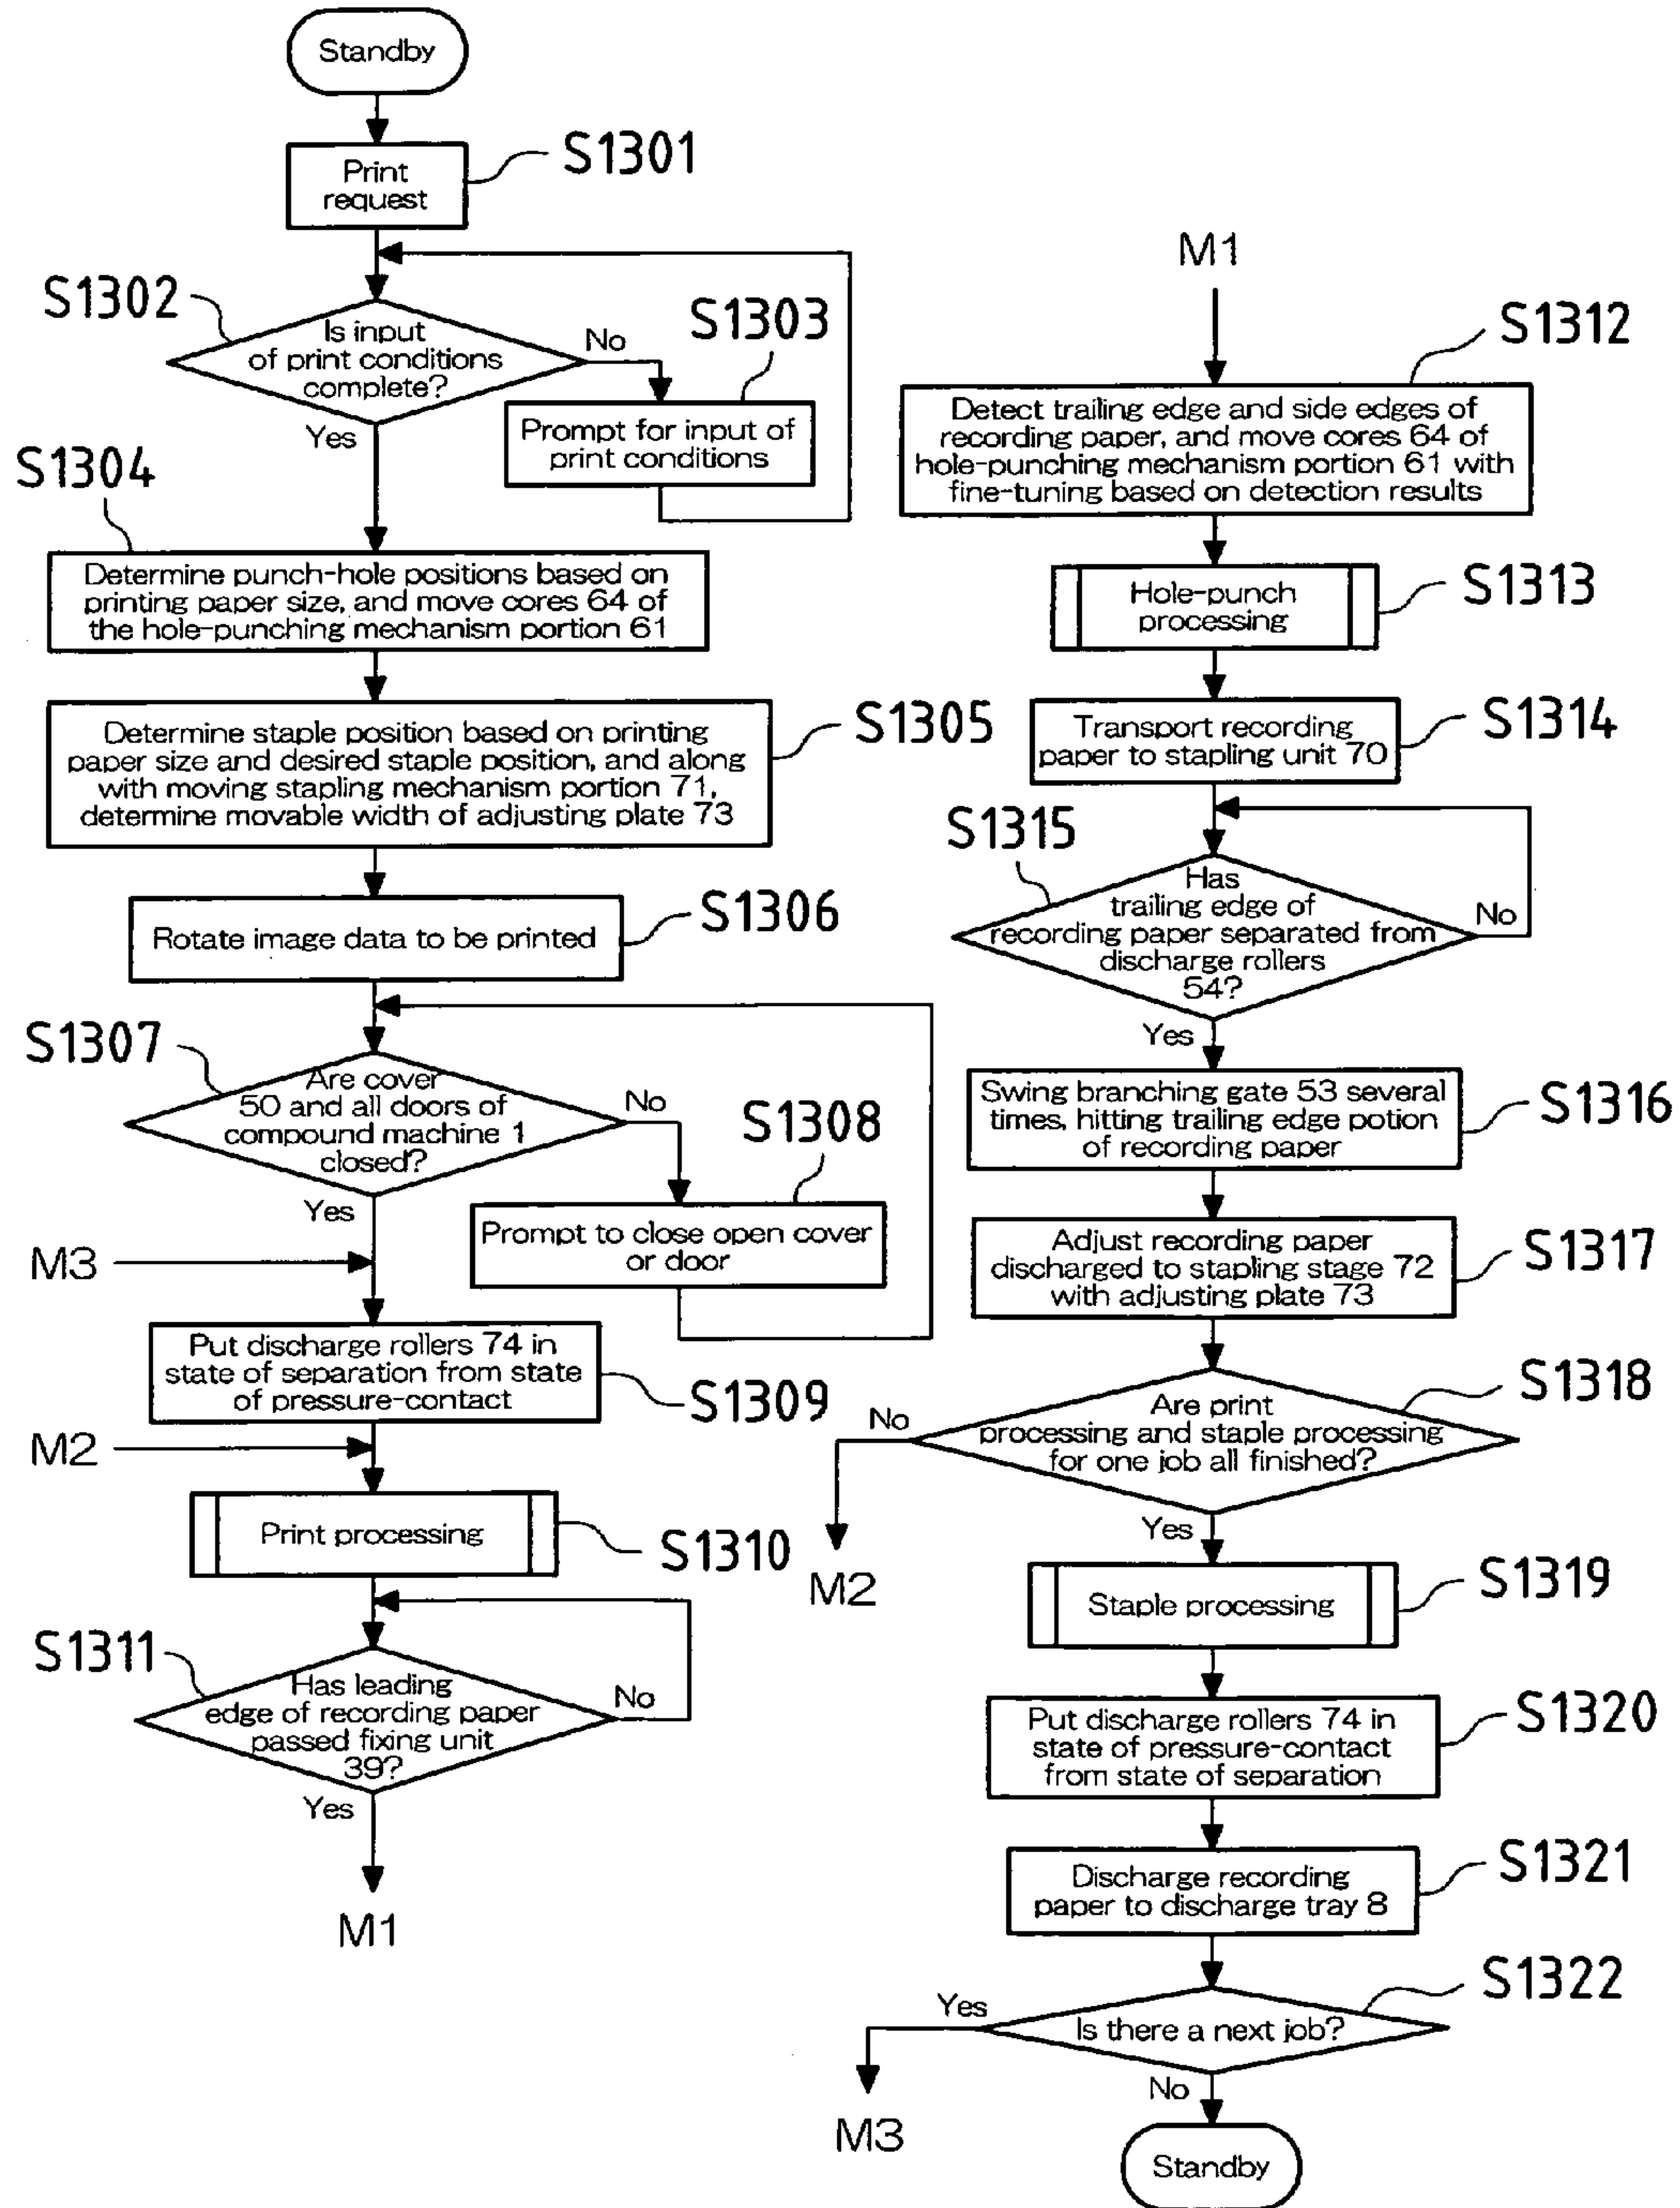 Standby
Print
request
S1301
S1302
Is input
of print conditions
complete?
No
Yes
S1303
Prompt for input of
print conditions
S1304
Determine punch-hole positions based on
printing paper size, and move cores 64 of
the hole-punching mechanism portion 61
Determine staple position based on printing
paper size and desired staple position, and along
with moving stapling mechanism portion 71,
determine movable width of adjusting plate 73
S1305
Rotate image data to be printed
S1306
S1307
Are cover
50 and all doors of
compound machine 1
closed?
No
Yes
S1308
Prompt to close open cover
or door
M3
Put discharge rollers 74 in
state of separation from state
of pressure-contact
S1309
M2
Print processing
S1310
S1311
Has leading
edge of recording paper
passed fixing unit
39?
No
Yes
M1
M1
S1312
Detect trailing edge and side edges of
recording paper, and move cores 64 of
hole-punching mechanism portion 61 with
fine-tuning based on detection results
Hole-punch
processing
S1313
Transport recording
paper to stapling unit 70
S1314
S1315
Has
trailing edge of
recording paper separated from
discharge rollers
54?
No
Yes
Swing branching gate 53 several
times, hitting trailing edge potion
of recording paper
S1316
Adjust recording paper
discharged to stapling stage 72
with adjusting plate 73
S1317
S1318
Are print
processing and staple processing
for one job all finished?
No
M2
Yes
Staple processing
S1319
Put discharge rollers 74 in
state of pressure-contact
from state of separation
S1320
Discharge recording
paper to discharge tray 8
S1321
S1322
Is there a next job?
Yes
M3
No
Standby